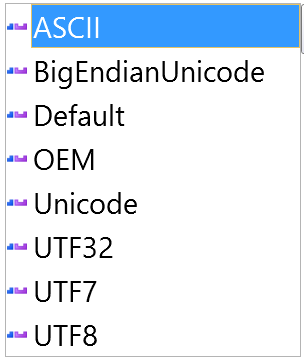 ASCII
BigEndianUnicode
Default
OEM
Unicode
UTF32
UTF7
UTF8